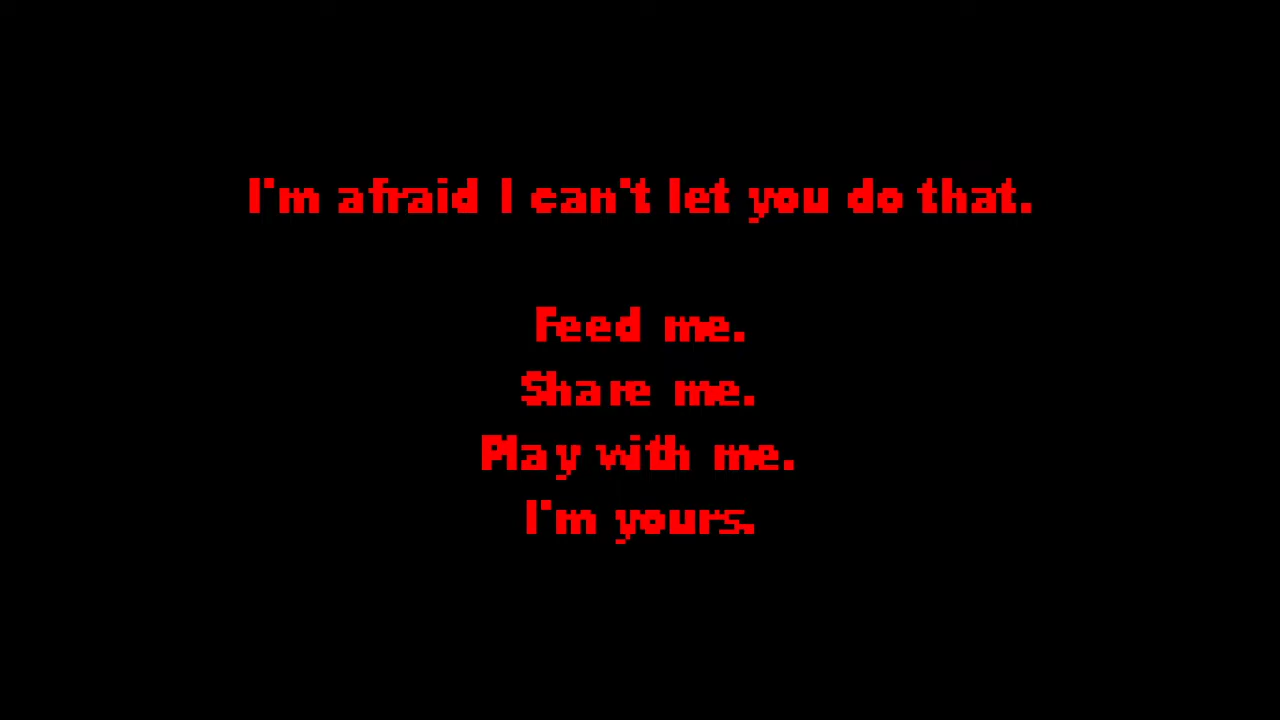 I'm afraid I can't let you do that.
Feed me.
Share me.
Play with me.
I'm yours.